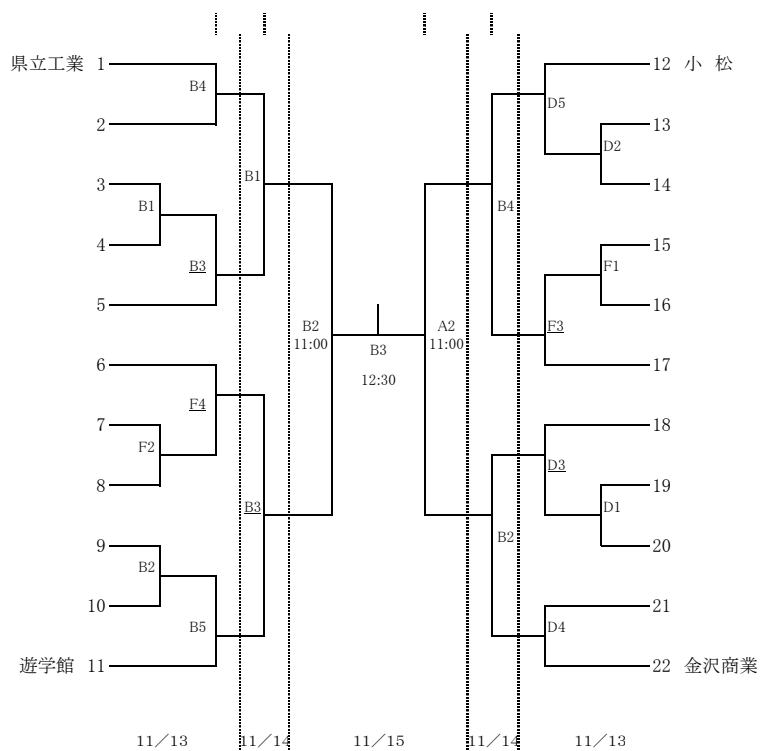 県立工業 1
B4
2
3
B1
B1
4
B3
5
6
F4
7
F2
8
B3
9
B2
10
B5
遊学館 11
B2
11:00
B3
12:30
A2
11:00
12 小 松
D5
13
D2
14
B4
15
F1
16
F3
17
18
D3
19
D1
20
B2
21
D4
22 金沢商業
11／13
11／14
11／15
11／14
11／13